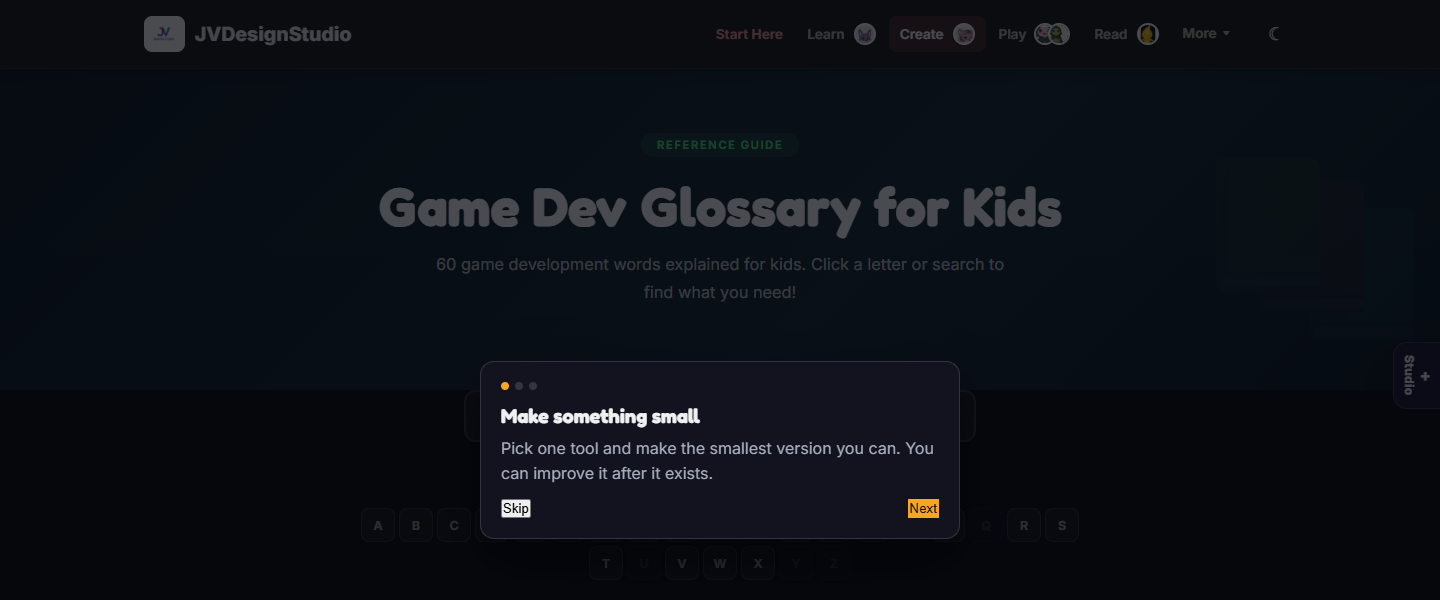 JV JVDesignStudio Start Here Learn Create Play Read More
REFERENCE GUIDE
Game Dev Glossary for Kids
60 game development words explained for kids. Click a letter or search to
find what you need!
Studio
Make something small
Pick one tool and make the smallest version you can. You
can improve it after it exists.
Skip Next
A B C Q R S
T U V W X Y Z